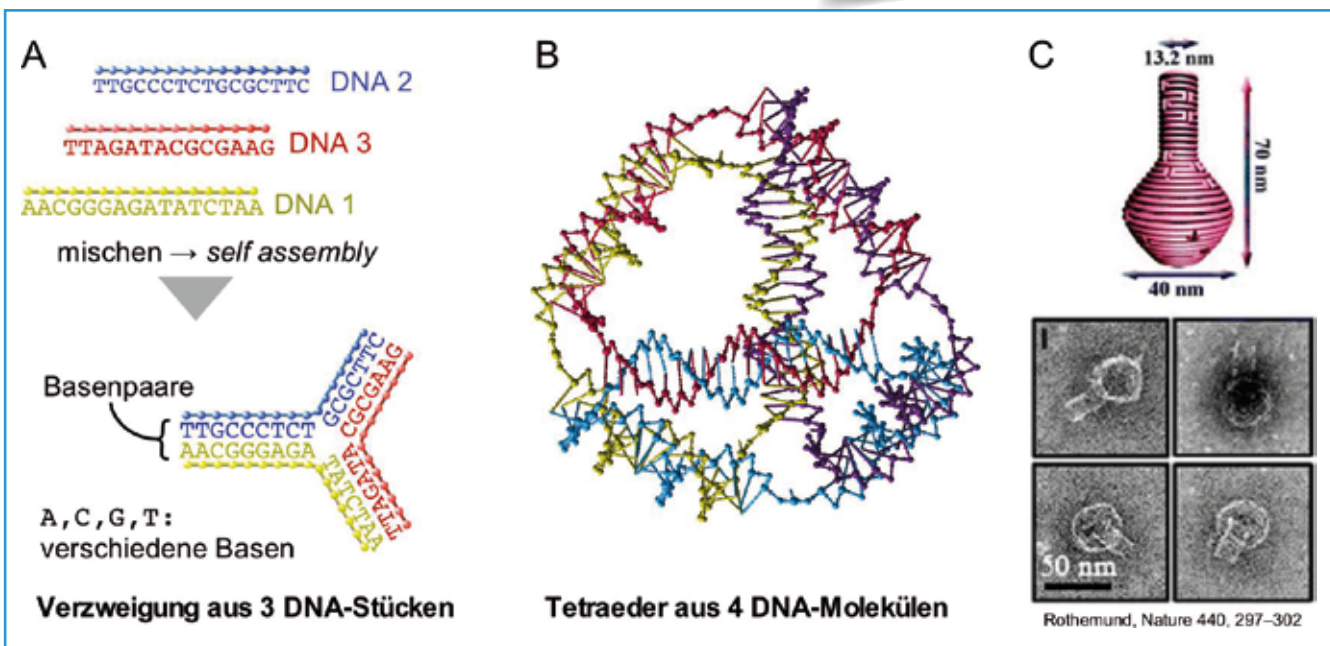 A
TTGCCCTCTGCGCTTC DNA 2
TTAGATACGCGAAG DNA 3
AACGGGAGATATCTAA DNA 1
mischen → self assembly
Basenpaare
TTGCCCTCT
GCGCTTC
AACGGGAGA
TATCTAA
CGCGAAG
TTAGATA
A,C,G,T:
verschiedene Basen
Verzweigung aus 3 DNA-Stücken
B
Tetraeder aus 4 DNA-Molekülen
C
13.2 nm
70 nm
40 nm
50 nm
Rothemund, Nature 440, 297–302